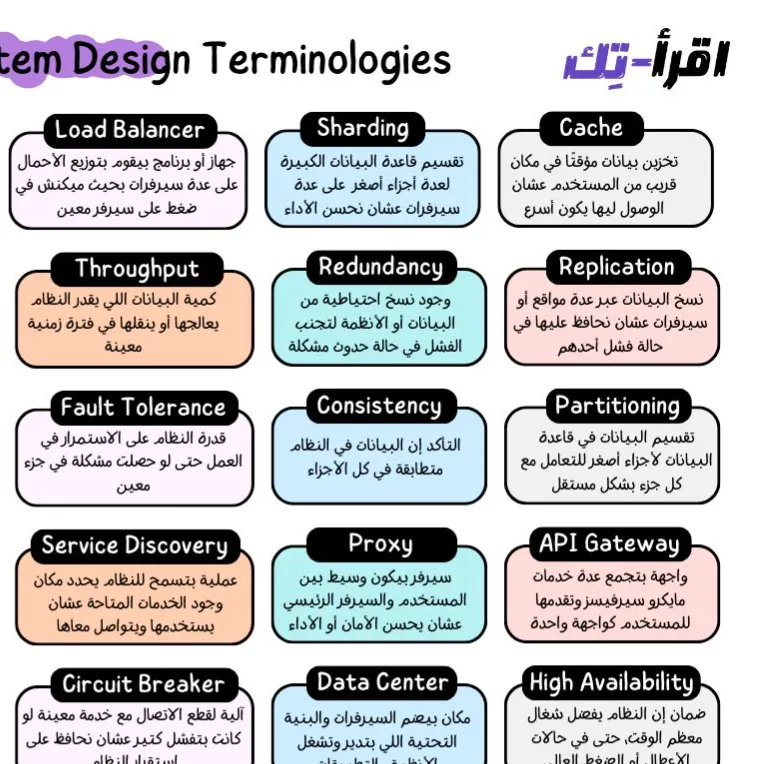 tem Design Terminologies
اقرأ-تِك
Load Balancer
جهاز أو برنامج بيقوم بتوزيع الأحمال
على عدة سيرفرات بحيث ميكنش في
ضغط على سيرفر معين
Sharding
تقسيم قاعدة البيانات الكبيرة
لعدة أجزاء أصغر على عدة
سيرفرات عشان نحسن الأداء
Cache
تخزين بيانات مؤقتًا في مكان
قريب من المستخدم عشان
الوصول ليها يكون أسرع
Throughput
كمية البيانات اللي يقدر النظام
يعالجها أو ينقلها في فترة زمنية
معينة
Redundancy
وجود نسخ احتياطية من
البيانات أو الأنظمة لتجنب
الفشل في حالة حدوث مشكلة
Replication
نسخ البيانات عبر عدة مواقع أو
سيرفرات عشان نحافظ عليها في
حالة فشل أحدهم
Fault Tolerance
قدرة النظام على الاستمرار في
العمل حتى لو حصلت مشكلة في جزء
معين
Consistency
التأكد إن البيانات في النظام
متطابقة في كل الأجزاء
Partitioning
تقسيم البيانات في قاعدة
البيانات لأجزاء أصغر للتعامل مع
كل جزء بشكل مستقل
Service Discovery
عملية بتسمح للنظام يحدد مكان
وجود الخدمات المتاحة عشان
يستخدمها ويتواصل معاها
Proxy
سيرفر بيكون وسيط بين
المستخدم والسيرفر الرئيسي
عشان يحسن الأمان أو الأداء
API Gateway
واجهة بتجمع عدة خدمات
مايكرو سيرفيسز وتقدمها
للمستخدم كواجهة واحدة
Circuit Breaker
آلية لقطع الاتصال مع خدمة معينة لو
كانت بتفشل كتير عشان نحافظ على
استقرار النظام
Data Center
مكان بيضم السيرفرات والبنية
التحتية اللي بتدير وتشغل
الأنظمة والتطبيقات
High Availability
ضمان إن النظام يفضل شغال
معظم الوقت، حتى في حالات
الأعطال أو الضغط العالي